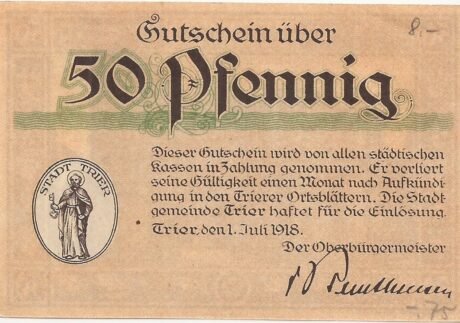 Gutschein über
8.-
50 Pfennig
Dieser Gutschein wird von allen städtischen
Kassen in Zahlung genommen. Er verliert
seine Gültigkeit einen Monat nach Aufkündi
gung in den Trierer Ortsblättern. Die Stadt
gemeinde Trier haftet für die Einlösung.
Trier, den 1. Juli 1918.
Der Oberbürgermeister
STADT TRIER
-.75